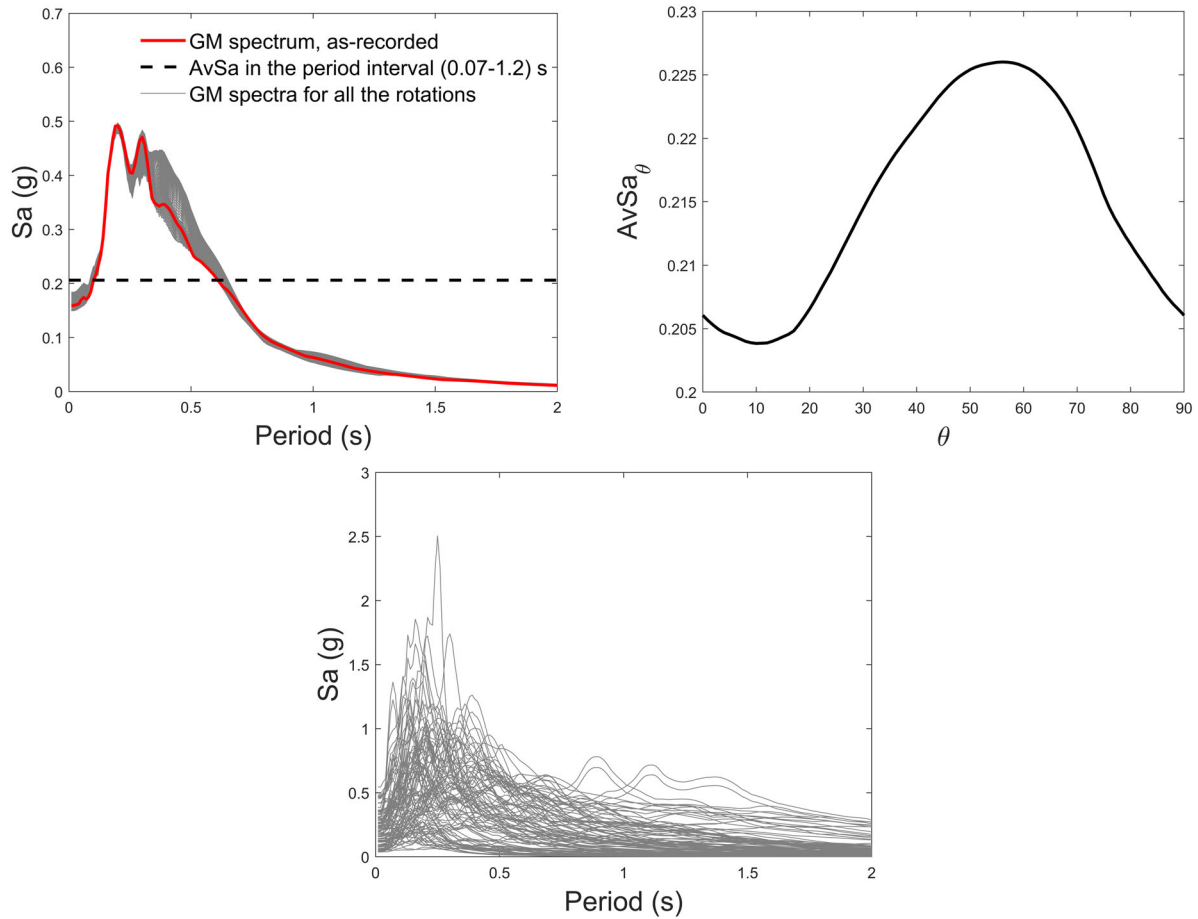 0.7
0.6
0.5
0.4
0.3
0.2
0.1
0
Sa (g)
GM spectrum, as-recorded
AvSa in the period interval (0.07-1.2) s
GM spectra for all the rotations
0 0.5 1 1.5 2
Period (s)
0.23
0.225
0.22
0.215
0.21
0.205
0.2
AvSaθ
0 10 20 30 40 50 60 70 80 90
θ
3
2.5
2
1.5
1
0.5
0
Sa (g)
0 0.5 1 1.5 2
Period (s)